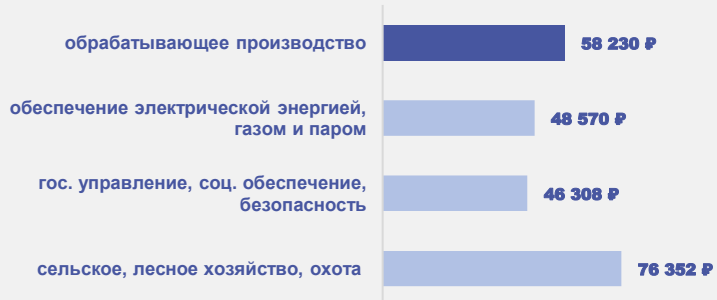 обрабатывающее производство
58 230 ₽
обеспечение электрической энергией,
газом и паром
48 570 ₽
гос. управление, соц. обеспечение,
безопасность
46 308 ₽
сельское, лесное хозяйство, охота
76 352 ₽